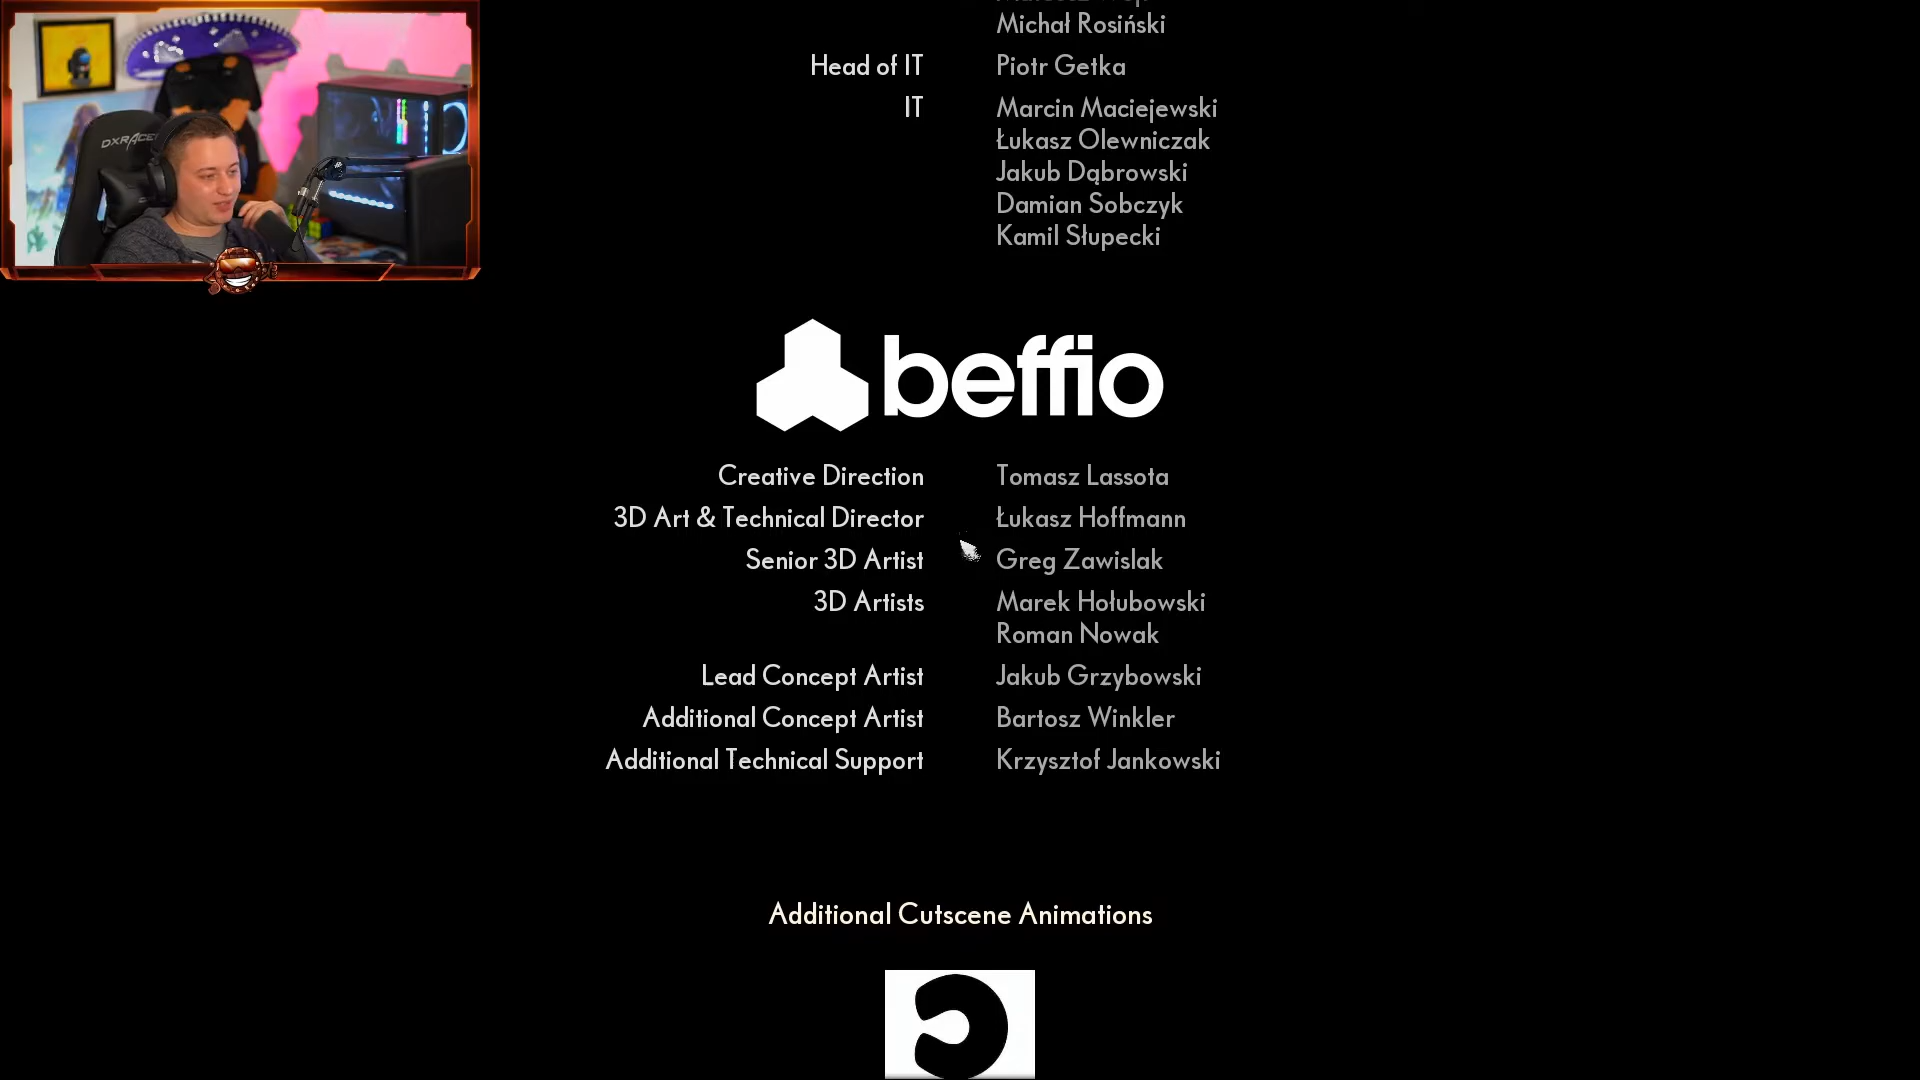 Michał Rosiński
Head of IT Piotr Getka
IT Marcin Maciejewski
Łukasz Olewniczak
Jakub Dąbrowski
Damian Sobczyk
Kamil Słupecki
DXRACER
beffio
Creative Direction Tomasz Lassota
3D Art & Technical Director Łukasz Hoffmann
Senior 3D Artist Greg Zawislak
3D Artists Marek Hołubowski
Roman Nowak
Lead Concept Artist Jakub Grzybowski
Additional Concept Artist Bartosz Winkler
Additional Technical Support Krzysztof Jankowski
Additional Cutscene Animations